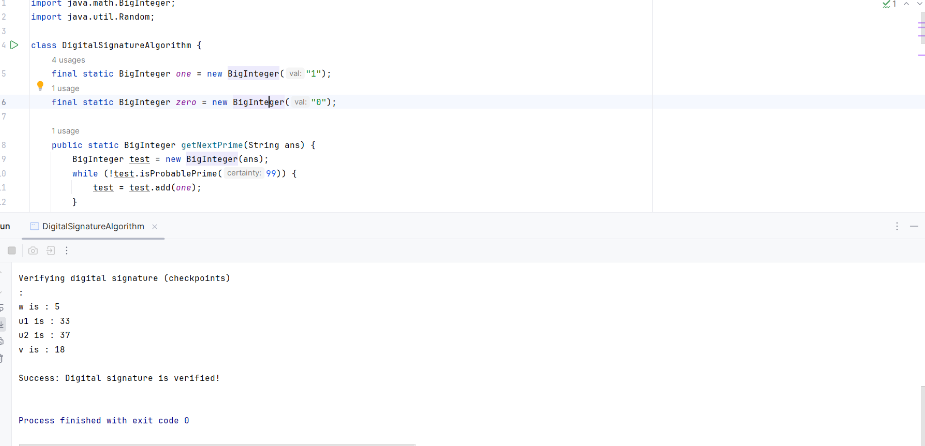 1 import java.math.BigInteger;
2 import java.util.Random;
3
4 class DigitalSignatureAlgorithm {
4 usages
5 final static BigInteger one = new BigInteger( val: "1");
1 usage
6 final static BigInteger zero = new BigInteger( val: "0");
7
1 usage
8 public static BigInteger getNextPrime(String ans) {
9 BigInteger test = new BigInteger(ans);
.0 while (!test.isProbablePrime( certainty: 99)) {
.1 test = test.add(one);
.2 }
1
un DigitalSignatureAlgorithm
Verifying digital signature (checkpoints)
:
w is : 5
u1 is : 33
u2 is : 37
v is : 18
Success: Digital signature is verified!
Process finished with exit code 0